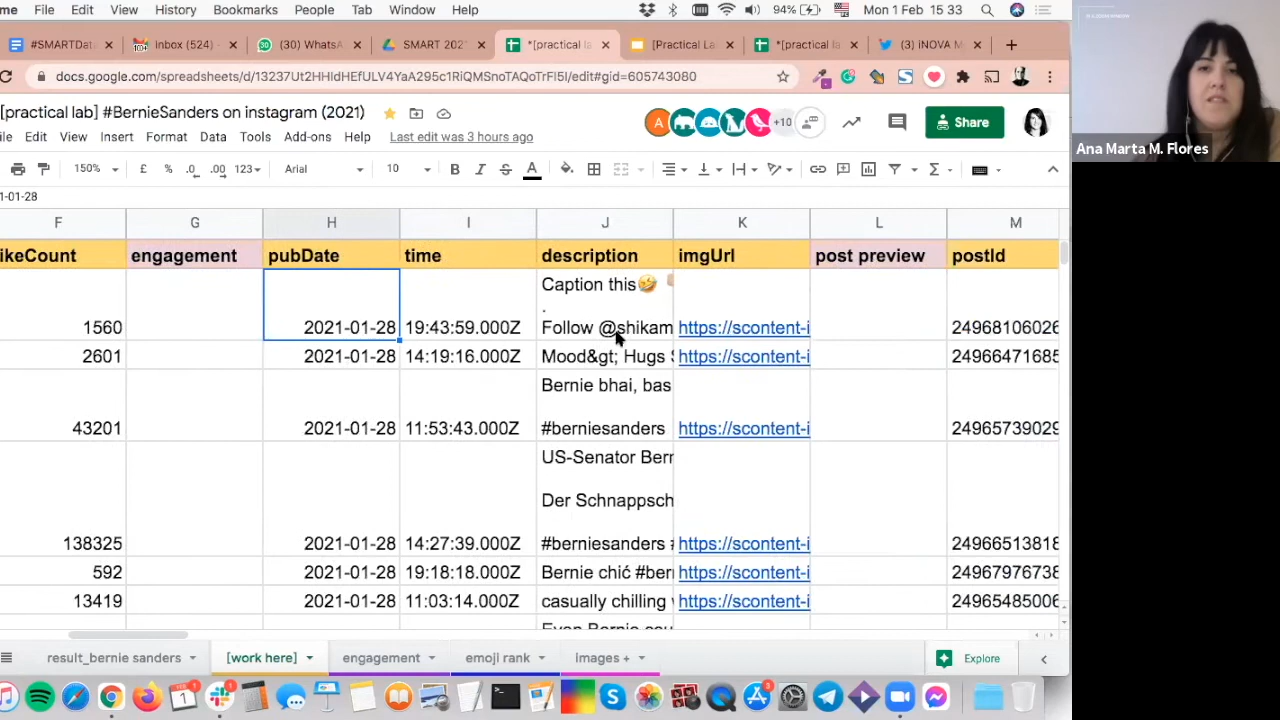 me File Edit View History Bookmarks People Tab Window Help 94% Mon 1 Feb 15 33
#SMARTDat Inbox (524) (30) WhatsA SMART 202 *[practical la [Practical La *[practical l (3) iNOVA M
docs.google.com/spreadsheets/d/13237Ut2HHIdHEfULV4YaA295c1RiQMSnoTAQoTrFI5I/edit#gid=605743080
[practical lab] #BernieSanders on instagram (2021)
A +10 Share
Edit View Insert Format Data Tools Add-ons Help Last edit was 3 hours ago
Ana Marta M. Flores
150% £ % .0 .00 123 Arial 10 B I S A Σ
1-01-28
F G H I J K L M
ikeCount engagement pubDate time description imgUrl post preview postId
Caption this🤣
.
1560 2021-01-28 19:43:59.000Z Follow @shikam https://scontent-i 24968106026
2601 2021-01-28 14:19:16.000Z Mood&gt; Hugs S https://scontent-i 24966471685
Bernie bhai, bas
43201 2021-01-28 11:53:43.000Z #berniesanders https://scontent-i 24965739029
US-Senator Bern
Der Schnappsch
138325 2021-01-28 14:27:39.000Z #berniesanders # https://scontent-i 24966513818
592 2021-01-28 19:18:18.000Z Bernie chić #ber https://scontent-i 24967976738
13419 2021-01-28 11:03:14.000Z casually chilling https://scontent-i 24965485006
Even Bernie cou
result_bernie sanders [work here] engagement emoji rank images + Explore